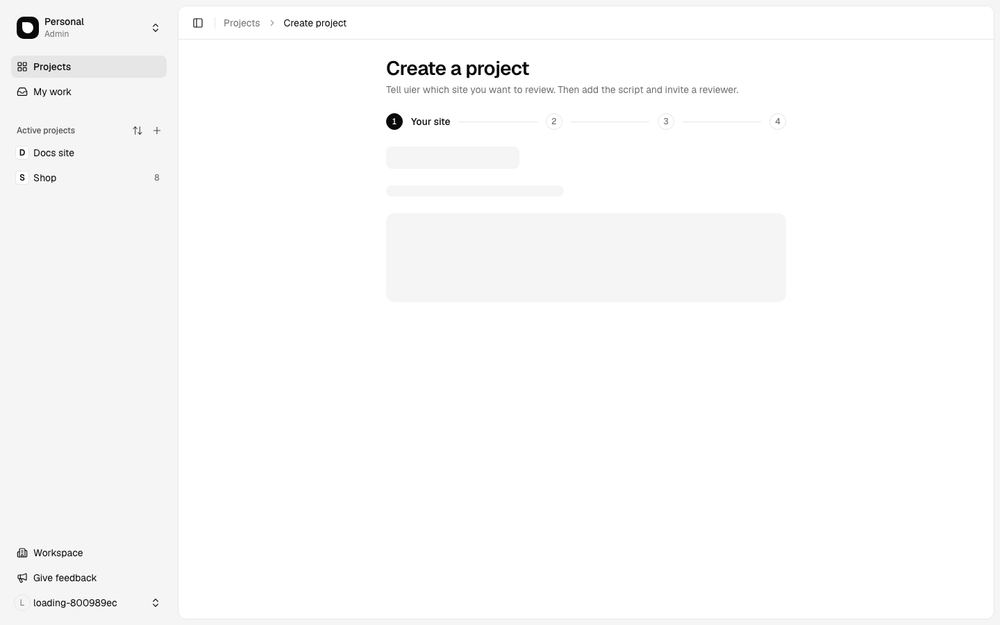 Personal
Admin
Projects
My work
Active projects
D Docs site
S Shop 8
Workspace
Give feedback
L loading-800989ec
Projects > Create project
Create a project
Tell uier which site you want to review. Then add the script and invite a reviewer.
1 Your site 2 3 4